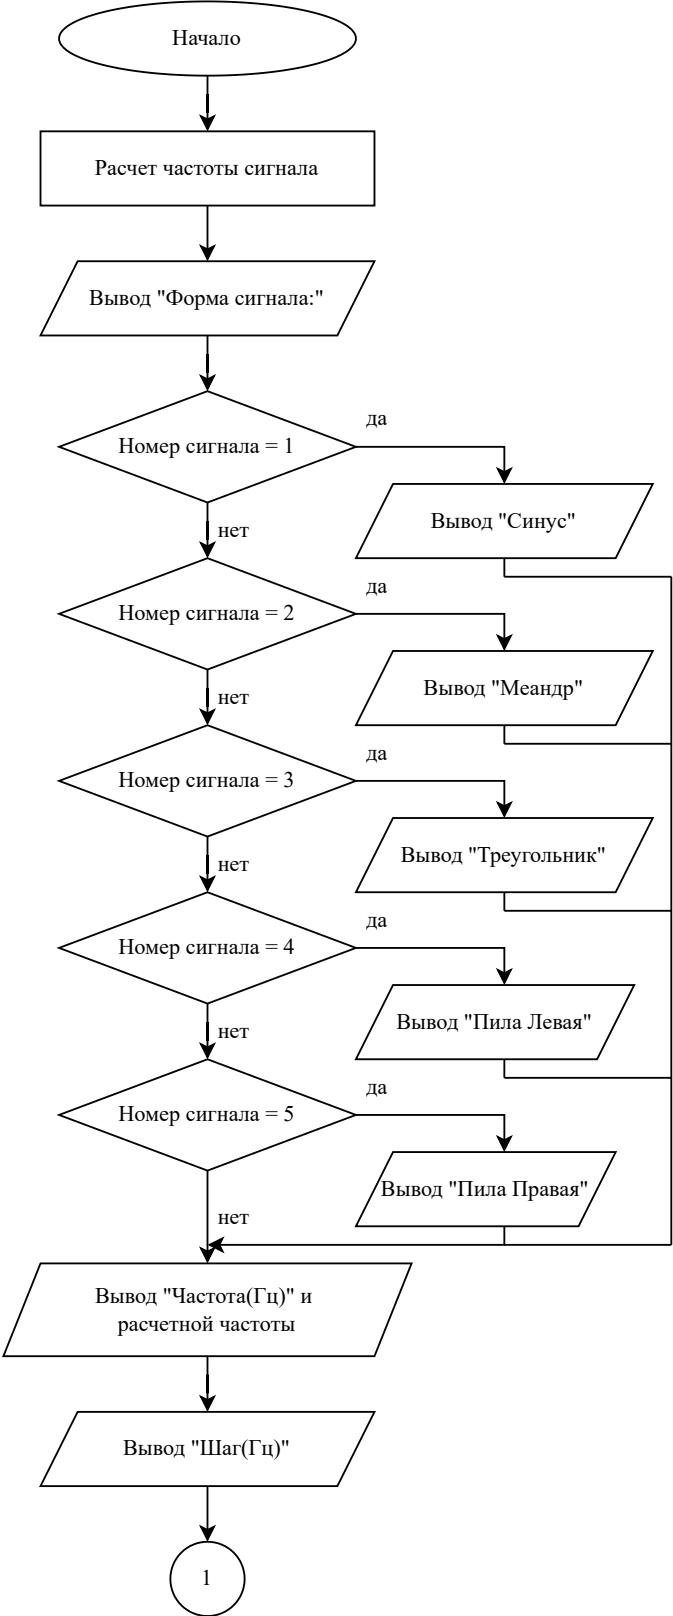 Начало
Расчет частоты сигнала
Вывод "Форма сигнала:"
да
Номер сигнала = 1
Вывод "Синус"
нет
да
Номер сигнала = 2
Вывод "Меандр"
нет
да
Номер сигнала = 3
Вывод "Треугольник"
нет
да
Номер сигнала = 4
Вывод "Пила Левая"
нет
да
Номер сигнала = 5
Вывод "Пила Правая"
нет
Вывод "Частота(Гц)" и
расчетной частоты
Вывод "Шаг(Гц)"
1